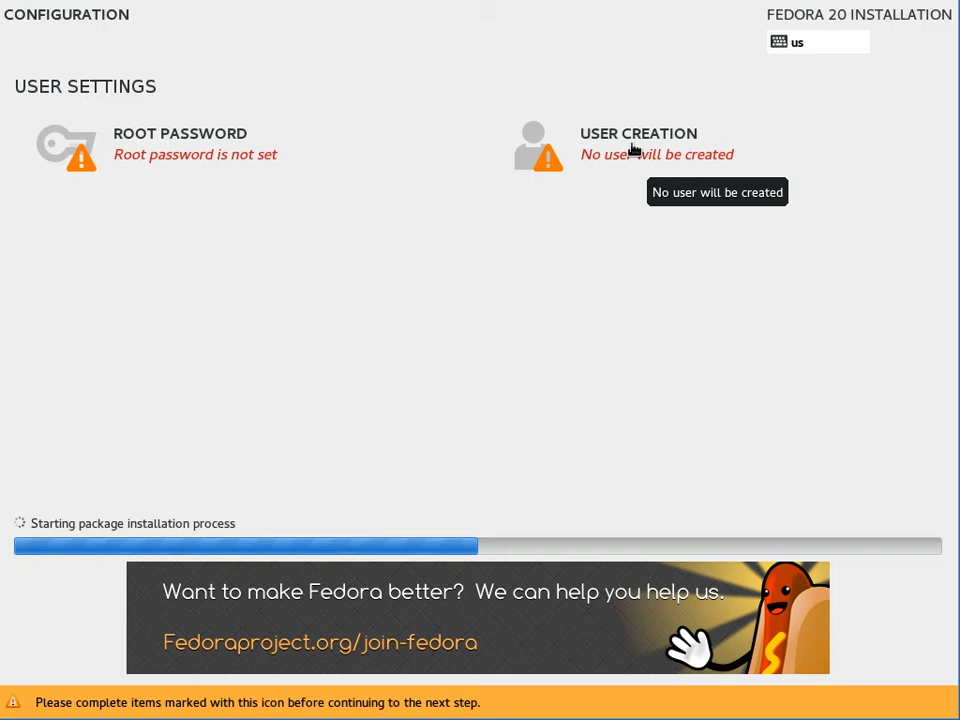 CONFIGURATION
FEDORA 20 INSTALLATION
us
USER SETTINGS
ROOT PASSWORD
Root password is not set
USER CREATION
No user will be created
No user will be created
Starting package installation process
Want to make Fedora better? We can help you help us.
Fedoraproject.org/join-fedora
Please complete items marked with this icon before continuing to the next step.